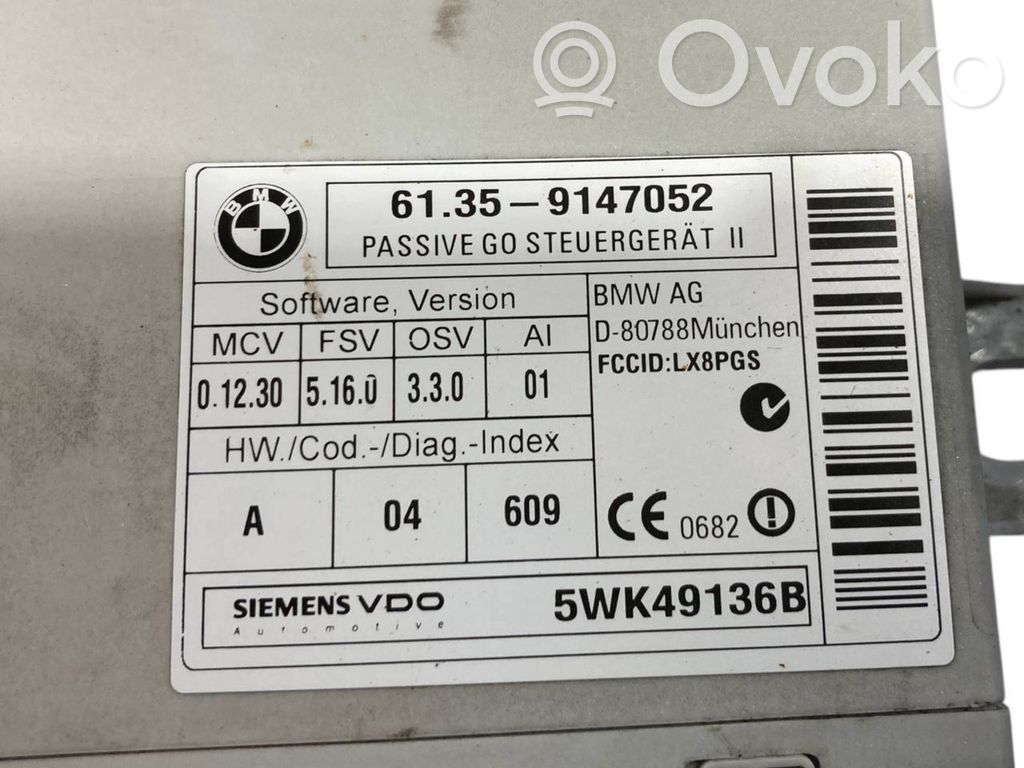 Ovoko
BMW
61.35-9147052
PASSIVE GO STEUERGERÄT II
Software, Version
MCV FSV OSV AI
0.12.30 5.16.0 3.3.0 01
HW./Cod.-/Diag.-Index
A 04 609
BMW AG
D-80788München
FCCID:LX8PGS
CE 0682
SIEMENS VDO
Automotive
5WK49136B